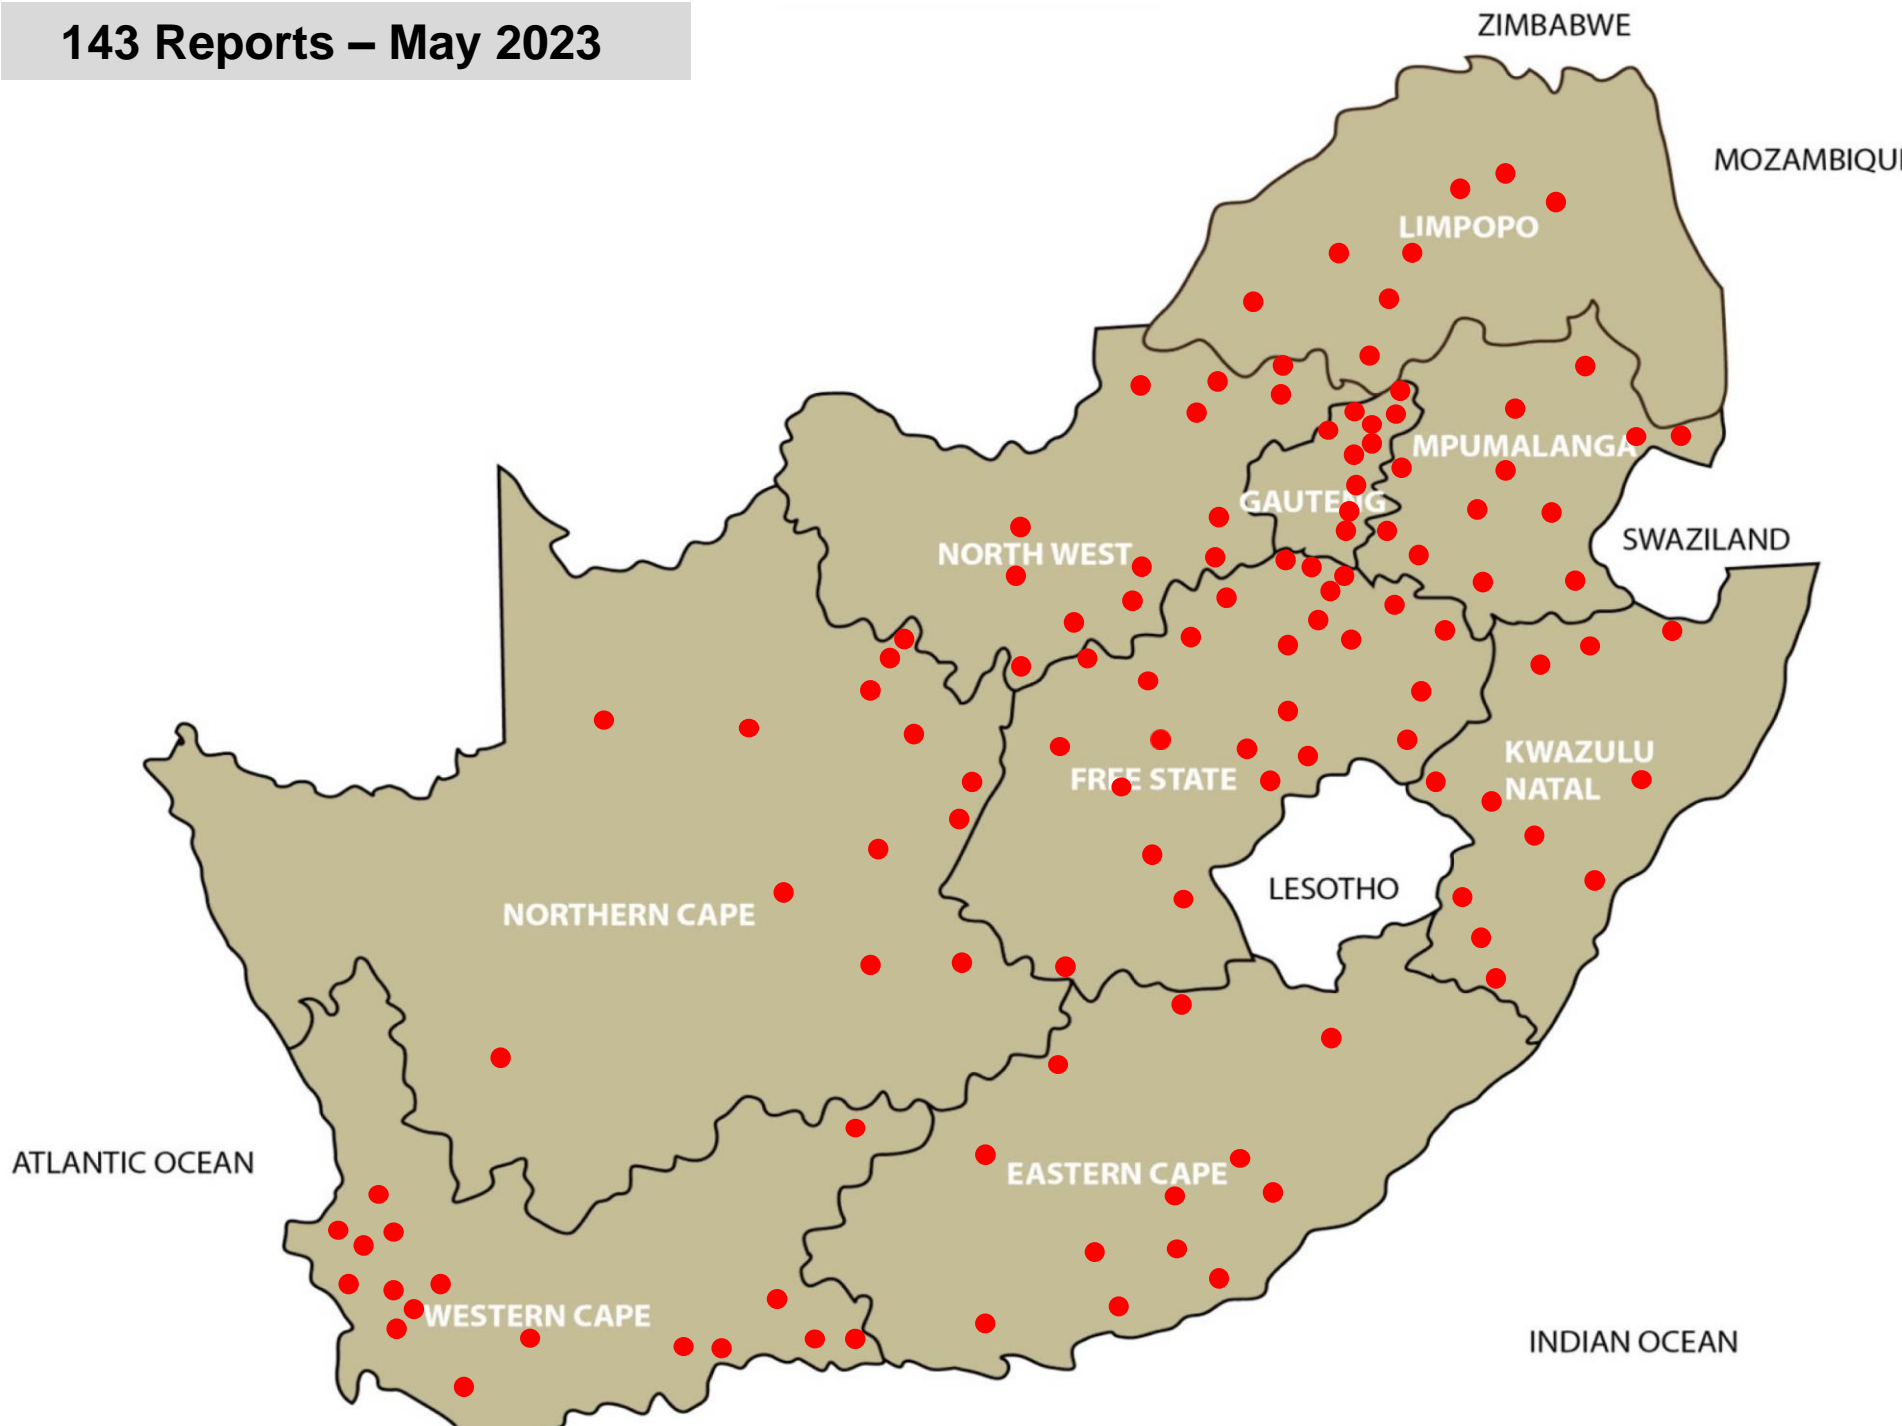 143 Reports – May 2023
ZIMBABWE
MOZAMBIQU
LIMPOPO
MPUMALANGA
GAUTENG
SWAZILAND
NORTH WEST
KWAZULU
NATAL
FREE STATE
LESOTHO
NORTHERN CAPE
ATLANTIC OCEAN
EASTERN CAPE
WESTERN CAPE
INDIAN OCEAN